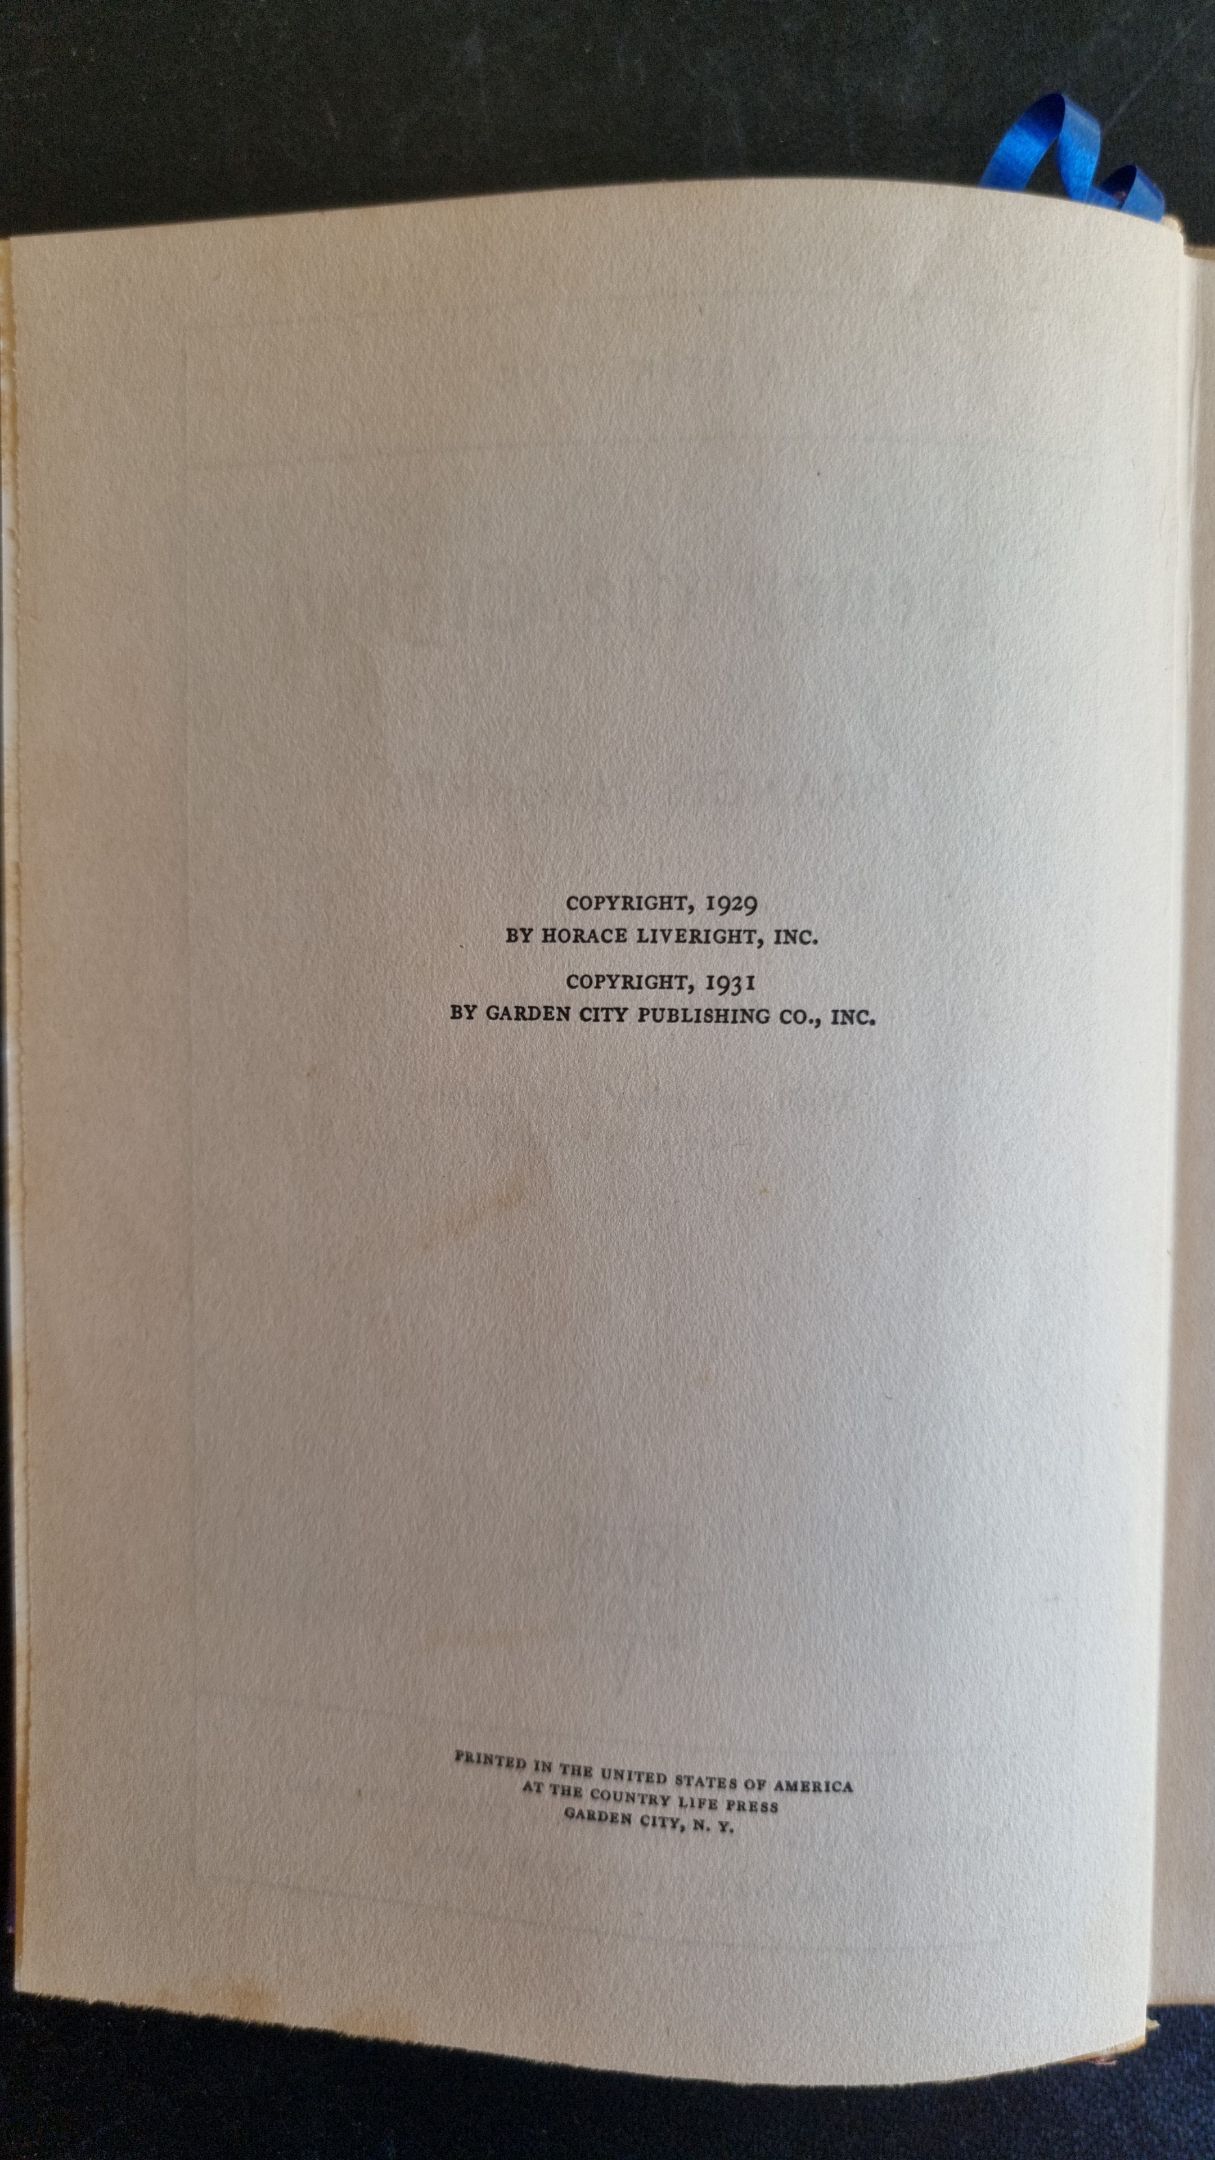 COPYRIGHT, 1929
BY HORACE LIVERIGHT, INC.
COPYRIGHT, 1931
BY GARDEN CITY PUBLISHING CO., INC.
PRINTED IN THE UNITED STATES OF AMERICA
AT THE COUNTRY LIFE PRESS
GARDEN CITY, N. Y.